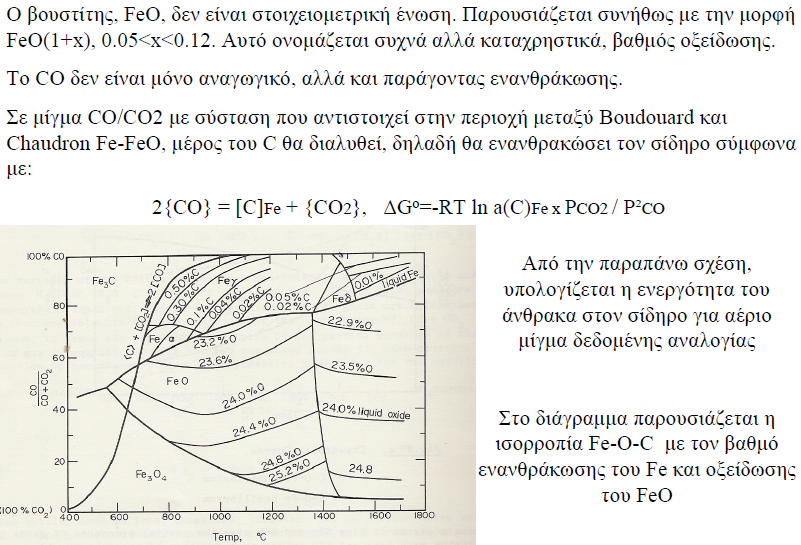 Ο βουστίτης, FeO, δεν είναι στοιχειομετρική ένωση. Παρουσιάζεται συνήθως με την μορφή
FeO(1+x), 0.05<x<0.12. Αυτό ονομάζεται συχνά αλλά καταχρηστικά, βαθμός οξείδωσης.
Το CO δεν είναι μόνο αναγωγικό, αλλά και παράγοντας ενανθράκωσης.
Σε μίγμα CO/CO2 με σύσταση που αντιστοιχεί στην περιοχή μεταξύ Boudouard και
Chaudron Fe-FeO, μέρος του C θα διαλυθεί, δηλαδή θα ενανθρακώσει τον σίδηρο σύμφωνα
με:
2{CO} = [C]Fe + {CO2}, ΔGº=-RT ln a(C)Fe x PCO2 / P²CO
100% CO
80
60
40
20
(100 % CO₂) 0
CO
CO + CO₂
400
600
800
1000
1200
1400
1600
1800
Temp, °C
Fe₃C
⟨C⟩ + [CO₂] ⇌ 2 [CO]
0.50%C
0.30%C
0.1%C
0.04%C
0.02%C
Feγ
0.05%C
0.02%C
Feδ
0.01%
liquid Fe
Fe α
23.2%O
23.6%
FeO
24.0%O
24.4%O
24.8%O
25.2%O
Fe₃O₄
22.9%O
23.5%O
24.0% liquid oxide
24.8
Από την παραπάνω σχέση,
υπολογίζεται η ενεργότητα του
άνθρακα στον σίδηρο για αέριο
μίγμα δεδομένης αναλογίας
Στο διάγραμμα παρουσιάζεται η
ισορροπία Fe-O-C με τον βαθμό
ενανθράκωσης του Fe και οξείδωσης
του FeO